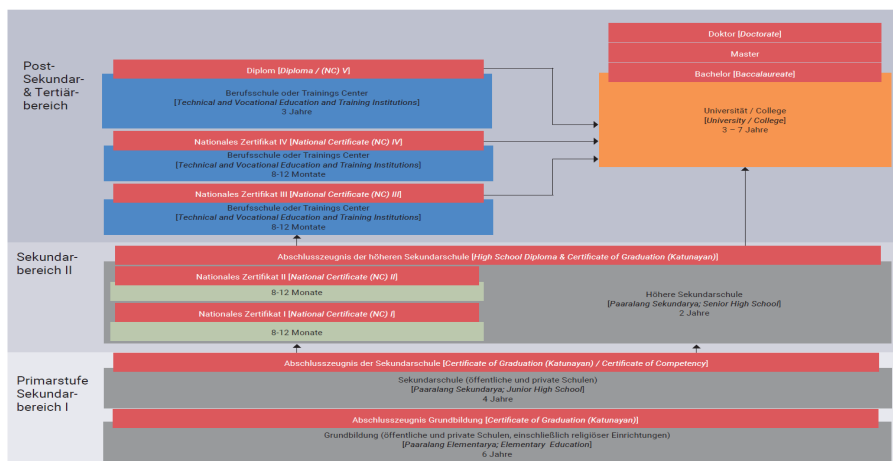 Post-
Sekundar-
& Tertiär-
bereich
Diplom [Diploma / (NC) V]
Berufsschule oder Trainings Center
[Technical and Vocational Education and Training Institutions]
3 Jahre
Nationales Zertifikat IV [National Certificate (NC) IV]
Berufsschule oder Trainings Center
[Technical and Vocational Education and Training Institutions]
8-12 Montate
Nationales Zertifikat III [National Certificate (NC) III]
Berufsschule oder Trainings Center
[Technical and Vocational Education and Training Institutions]
8-12 Montate
Doktor [Doctorate]
Master
Bachelor [Baccalaureate]
Universität / College
[University / College]
3 – 7 Jahre
Sekundar-
bereich II
Abschlusszeugnis der höheren Sekundarschule [High School Diploma & Certificate of Graduation (Katunayan)]
Nationales Zertifikat II [National Certificate (NC) II]
8-12 Monate
Nationales Zertifikat I [National Certificate (NC) I]
8-12 Monate
Höhere Sekundarschule
[Paaralang Sekundarya; Senior High School]
2 Jahre
Primarstufe
Sekundar-
bereich I
Abschlusszeugnis der Sekundarschule [Certificate of Graduation (Katunayan) / Certificate of Competency]
Sekundarschule (öffentliche und private Schulen)
[Paaralang Sekundarya; Junior High School]
4 Jahre
Abschlusszeugnis Grundbildung [Certificate of Graduation (Katunayan)]
Grundbildung (öffentliche und private Schulen, einschließlich religiöser Einrichtungen)
[Paaralang Elementarya; Elementary Education]
6 Jahre